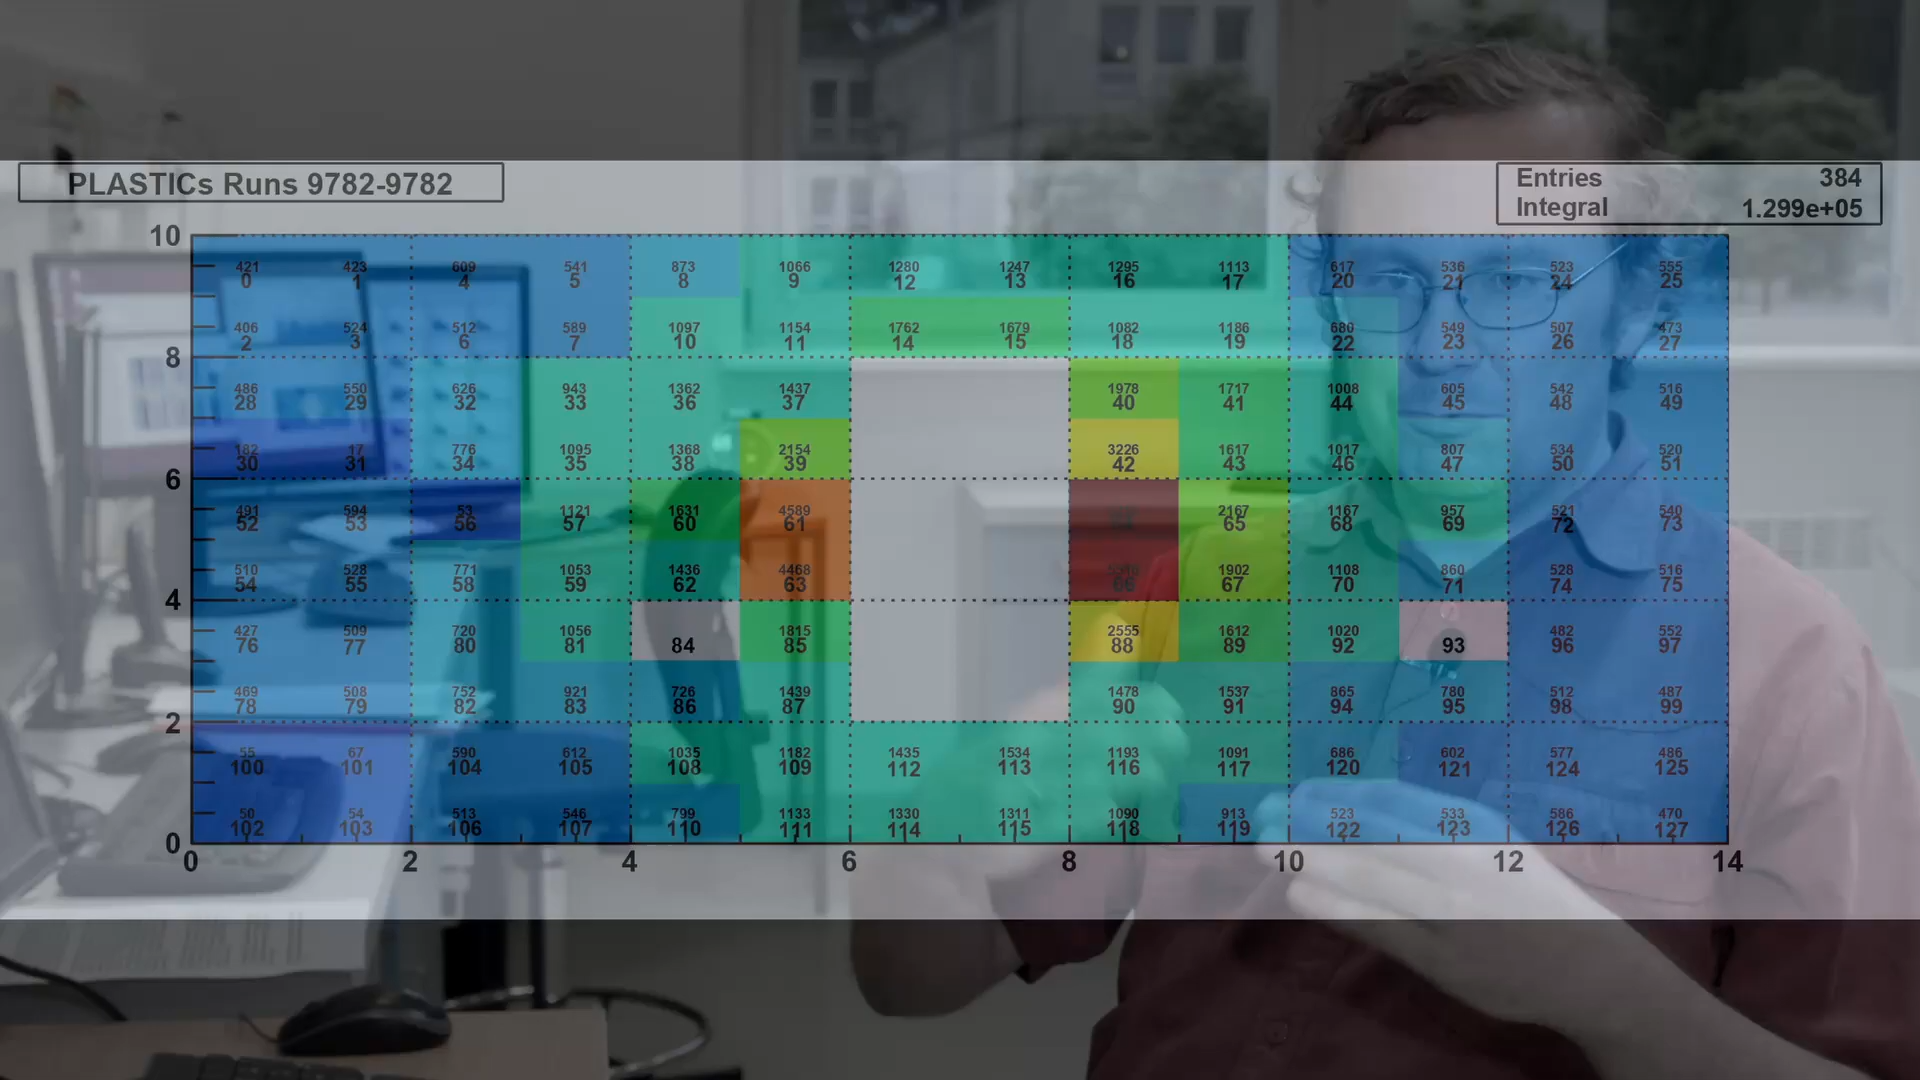 PLASTICs Runs 9782-9782
Entries 384
Integral 1.299e+05
10
421 423 609 541 873 1066 1280 1247 1295 1113 617 536 523 555
0 1 4 5 8 9 12 13 16 17 20 21 24 25
406 524 512 589 1097 1154 1762 1679 1082 1186 680 549 507 473
2 3 6 7 10 11 14 15 18 19 22 23 26 27
8
486 550 626 943 1362 1437 1978 1717 1008 605 542 516
28 29 32 33 36 37 40 41 44 45 48 49
182 17 776 1095 1368 2154 3226 1617 1017 807 534 520
30 31 34 35 38 39 42 43 46 47 50 51
6
491 594 53 1121 1631 4589 2167 1167 957 521 540
52 53 56 57 60 61 65 68 69 72 73
510 528 771 1053 1436 4468 1902 1108 860 528 516
54 55 58 59 62 63 66 67 70 71 74 75
4
427 509 720 1056 1815 2555 1612 1020 482 552
76 77 80 81 84 85 88 89 92 93 96 97
469 508 752 921 726 1439 1478 1537 865 780 512 487
78 79 82 83 86 87 90 91 94 95 98 99
2
55 67 590 612 1035 1182 1435 1534 1193 1091 686 602 577 486
100 101 104 105 108 109 112 113 116 117 120 121 124 125
50 54 513 546 799 1133 1330 1311 1090 913 523 533 586 470
102 103 106 107 110 111 114 115 118 119 122 123 126 127
0
0 2 4 6 8 10 12 14